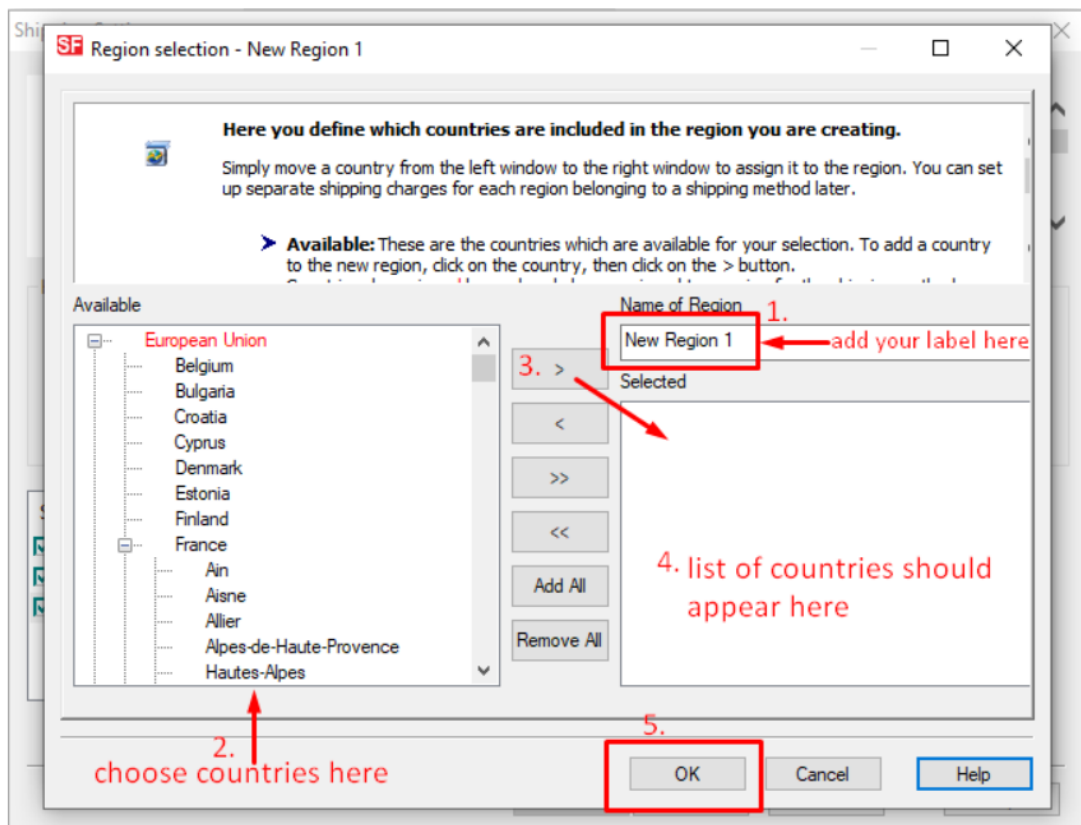 Shi
SF Region selection - New Region 1
Here you define which countries are included in the region you are creating.
Simply move a country from the left window to the right window to assign it to the region. You can set
up separate shipping charges for each region belonging to a shipping method later.
Available: These are the countries which are available for your selection. To add a country
to the new region, click on the country, then click on the > button.
Available
Name of Region
1.
European Union
New Region 1
add your label here
Belgium
3. >
Selected
Bulgaria
Croatia
<
Cyprus
Denmark
>>
Estonia
Finland
<<
France
Ain
4. list of countries should
appear here
Aisne
Add All
Allier
Alpes-de-Haute-Provence
Remove All
Hautes-Alpes
2.
choose countries here
5.
OK
Cancel
Help